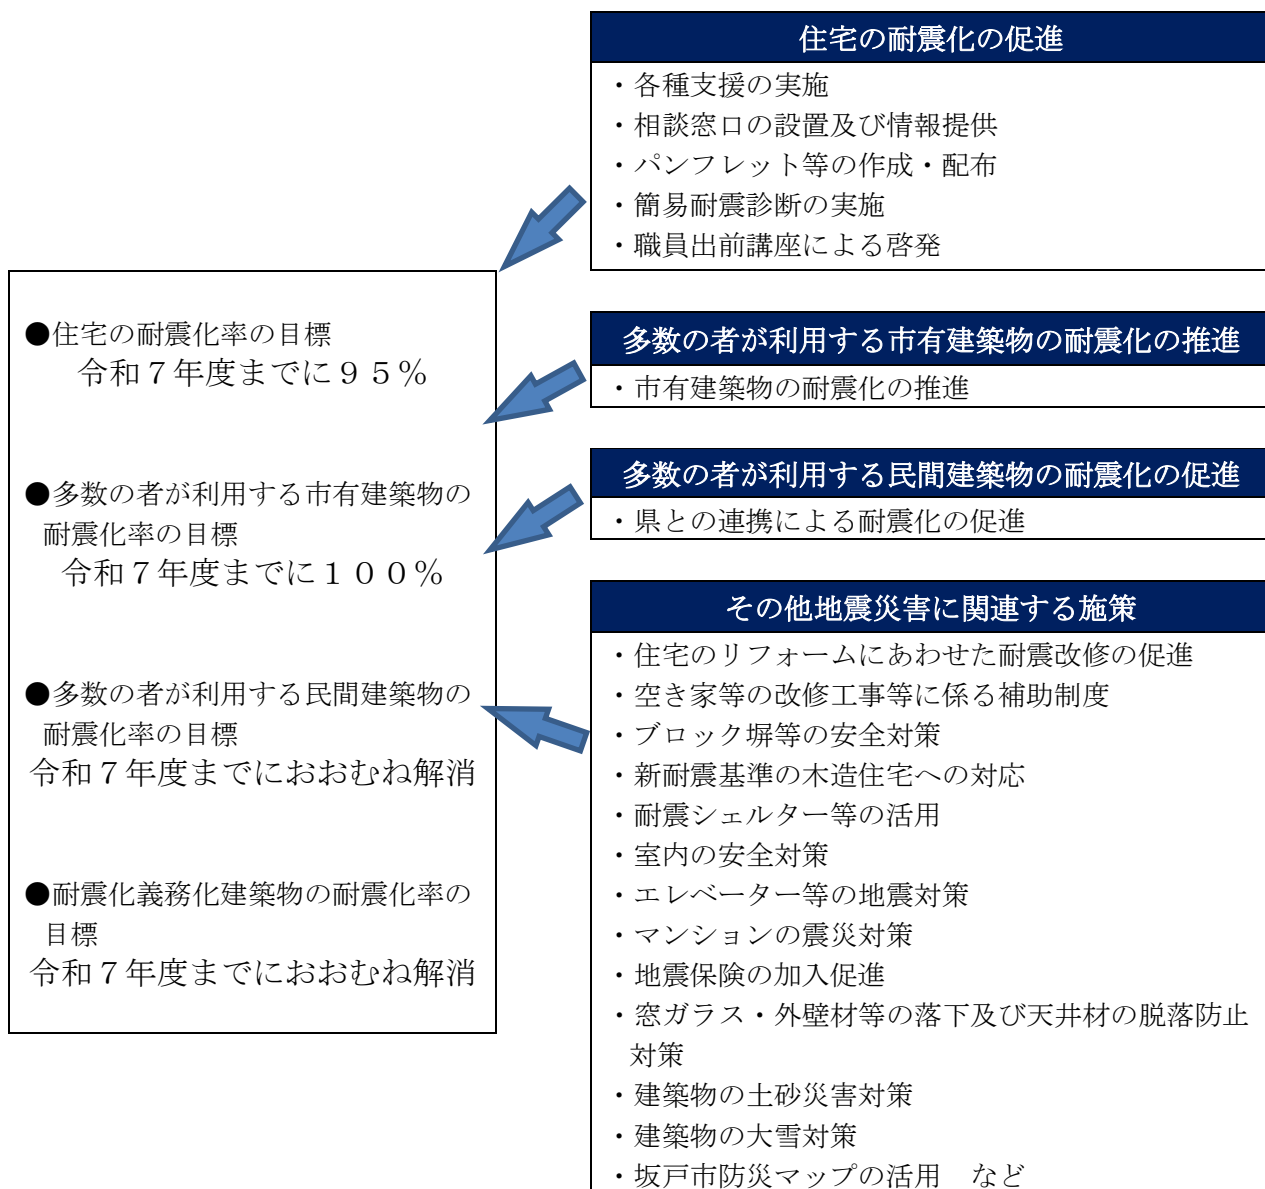 ●住宅の耐震化率の目標
令和７年度までに９５％
●多数の者が利用する市有建築物の
耐震化率の目標
令和７年度までに１００％
●多数の者が利用する民間建築物の
耐震化率の目標
令和７年度までにおおむね解消
●耐震化義務化建築物の耐震化率の
目標
令和７年度までにおおむね解消
住宅の耐震化の促進
・各種支援の実施
・相談窓口の設置及び情報提供
・パンフレット等の作成・配布
・簡易耐震診断の実施
・職員出前講座による啓発
多数の者が利用する市有建築物の耐震化の推進
・市有建築物の耐震化の推進
多数の者が利用する民間建築物の耐震化の促進
・県との連携による耐震化の促進
その他地震災害に関連する施策
・住宅のリフォームにあわせた耐震改修の促進
・空き家等の改修工事等に係る補助制度
・ブロック塀等の安全対策
・新耐震基準の木造住宅への対応
・耐震シェルター等の活用
・室内の安全対策
・エレベーター等の地震対策
・マンションの震災対策
・地震保険の加入促進
・窓ガラス・外壁材等の落下及び天井材の脱落防止
対策
・建築物の土砂災害対策
・建築物の大雪対策
・坂戸市防災マップの活用　など